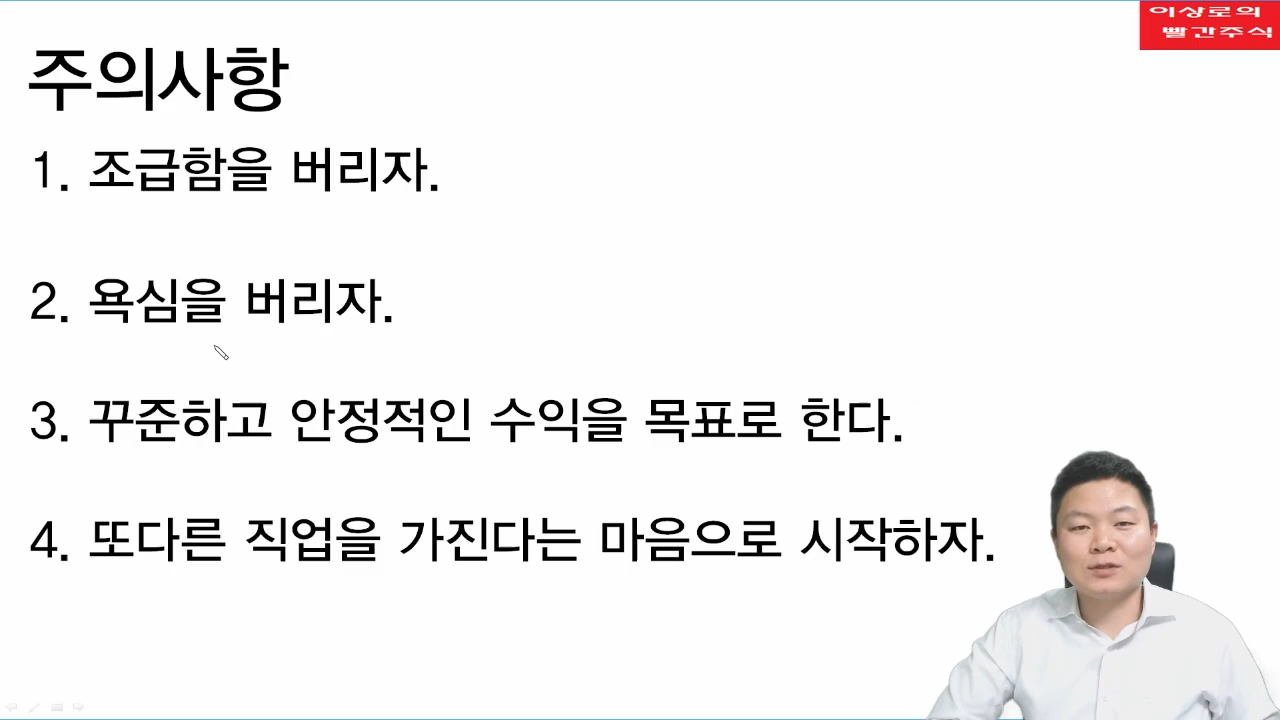 이상로의
빨간주식
주의사항
1. 조급함을 버리자.
2. 욕심을 버리자.
3. 꾸준하고 안정적인 수익을 목표로 한다.
4. 또다른 직업을 가진다는 마음으로 시작하자.